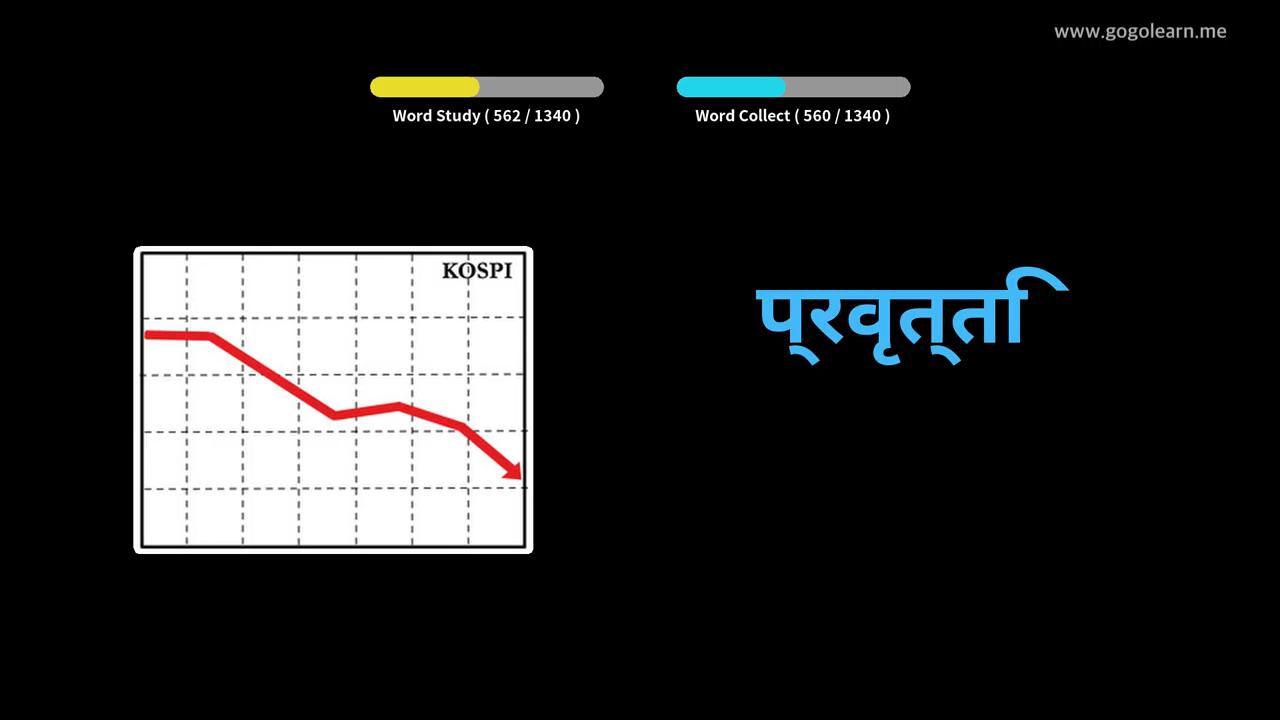 www.gogolearn.me
Word Study ( 562 / 1340 )
Word Collect ( 560 / 1340 )
KOSPI
प्रवृत्ति